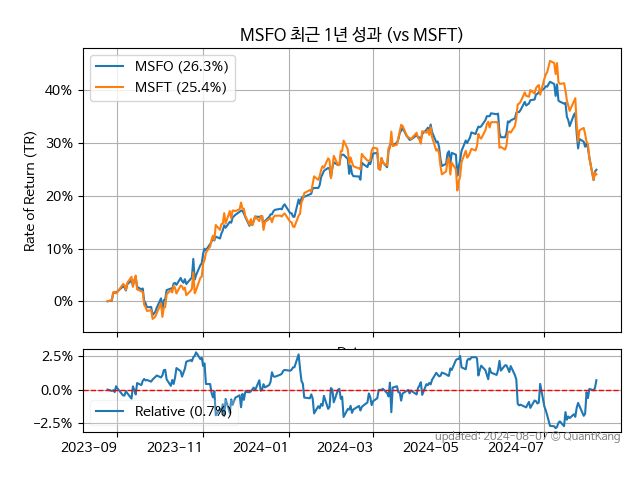 MSFO 최근 1년 성과 (vs MSFT)
MSFO (26.3%)
MSFT (25.4%)
Rate of Return (TR)
40%
30%
20%
10%
0%
2.5%
0.0%
−2.5%
Relative (0.7%)
2023-09 2023-11 2024-01 2024-03 2024-05 2024-07
updated: 2024-08-07 © QuantKang